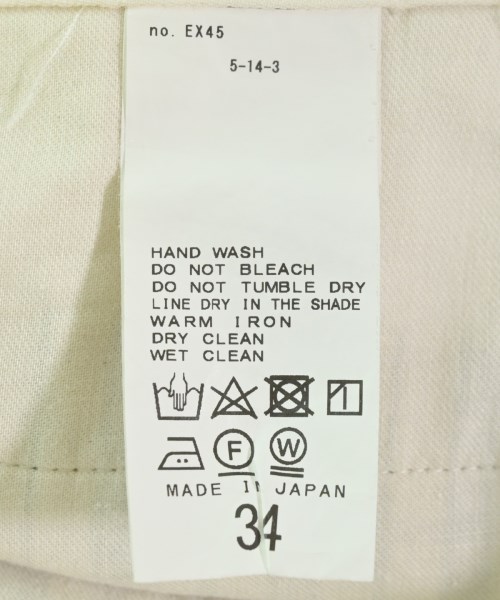 no. EX45
5-14-3
HAND WASH
DO NOT BLEACH
DO NOT TUMBLE DRY
LINE DRY IN THE SHADE
WARM IRON
DRY CLEAN
WET CLEAN
F W
MADE IN JAPAN
34